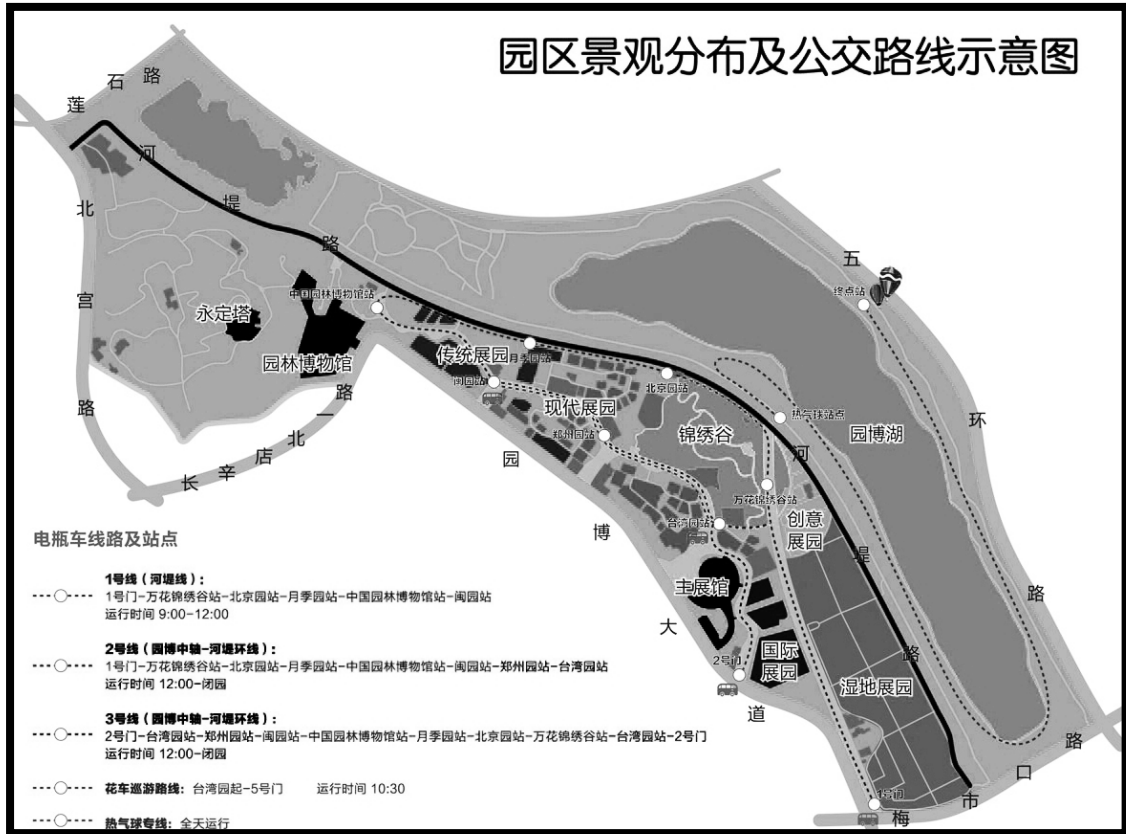 园区景观分布及公交路线示意图
莲石路
河堤路
北宫路
五环路
终点站
中国园林博物馆站
永定塔
园林博物馆
传统展园
月季园站
闽园站
北京园站
现代展园
热气球站点
锦绣谷
园博湖
郑州园站
长辛店北一路
园博大道
万花锦绣谷站
河堤路
台湾园站
创意
展园
主展馆
2号门
国际
展园
湿地展园
1号门
梅市口路
电瓶车线路及站点
1号线（河堤线）：
1号门-万花锦绣谷站-北京园站-月季园站-中国园林博物馆站-闽园站
运行时间 9:00-12:00
2号线（园博中轴-河堤环线）：
1号门-万花锦绣谷站-北京园站-月季园站-中国园林博物馆站-闽园站-郑州园站-台湾园站
运行时间 12:00-闭园
3号线（园博中轴-河堤环线）：
2号门-台湾园站-郑州园站-闽园站-中国园林博物馆站-月季园站-北京园站-万花锦绣谷站-台湾园站-2号门
运行时间 12:00-闭园
花车巡游路线：台湾园起-5号门 运行时间 10:30
热气球专线：全天运行